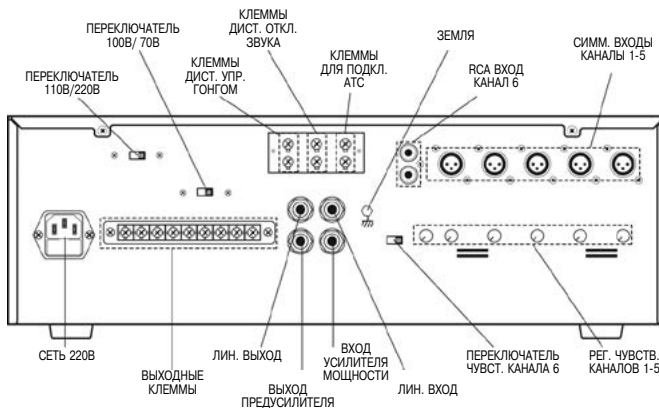 КЛЕММЫ
ДИСТ. ОТКЛ.
ЗВУКА
ПЕРЕКЛЮЧАТЕЛЬ
100В/ 70В
ЗЕМЛЯ
СИММ. ВХОДЫ
КАНАЛЫ 1-5
КЛЕММЫ
ДЛЯ ПОДКЛ.
АТС
КЛЕММЫ
ДИСТ. УПР.
ГОНГОМ
RCA ВХОД
КАНАЛ 6
ПЕРЕКЛЮЧАТЕЛЬ
110В/220В
СЕТЬ 220В
ЛИН. ВЫХОД
ВХОД
УСИЛИТЕЛЯ
МОЩНОСТИ
ПЕРЕКЛЮЧАТЕЛЬ
ЧУВСТ. КАНАЛА 6
РЕГ. ЧУВСТВ.
КАНАЛОВ 1-5
ВЫХОДНЫЕ
КЛЕММЫ
ВЫХОД
ПРЕДУСИЛИТЕЛЯ
ЛИН. ВХОД